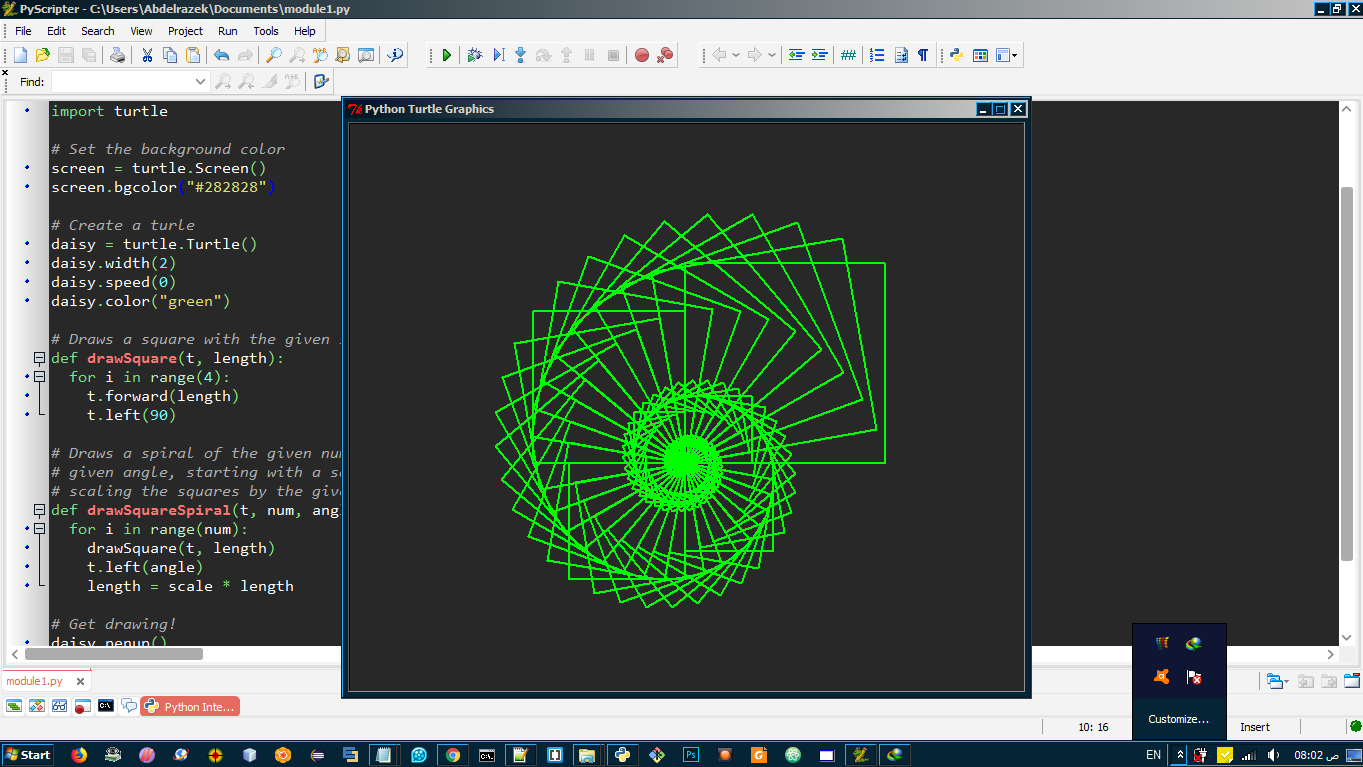 PyScripter - C:\Users\Abdelrazek\Documents\module1.py
File Edit Search View Project Run Tools Help
Find:
Python Turtle Graphics
import turtle
# Set the background color
screen = turtle.Screen()
screen.bgcolor("#282828")
# Create a turle
daisy = turtle.Turtle()
daisy.width(2)
daisy.speed(0)
daisy.color("green")
# Draws a square with the given
def drawSquare(t, length):
for i in range(4):
t.forward(length)
t.left(90)
# Draws a spiral of the given nu
# given angle, starting with a s
# scaling the squares by the giv
def drawSquareSpiral(t, num, ang
for i in range(num):
drawSquare(t, length)
t.left(angle)
length = scale * length
# Get drawing!
daisy.penup()
module1.py
Python Inte...
Customize...
10: 16
Insert
Start
EN
08:02 ص